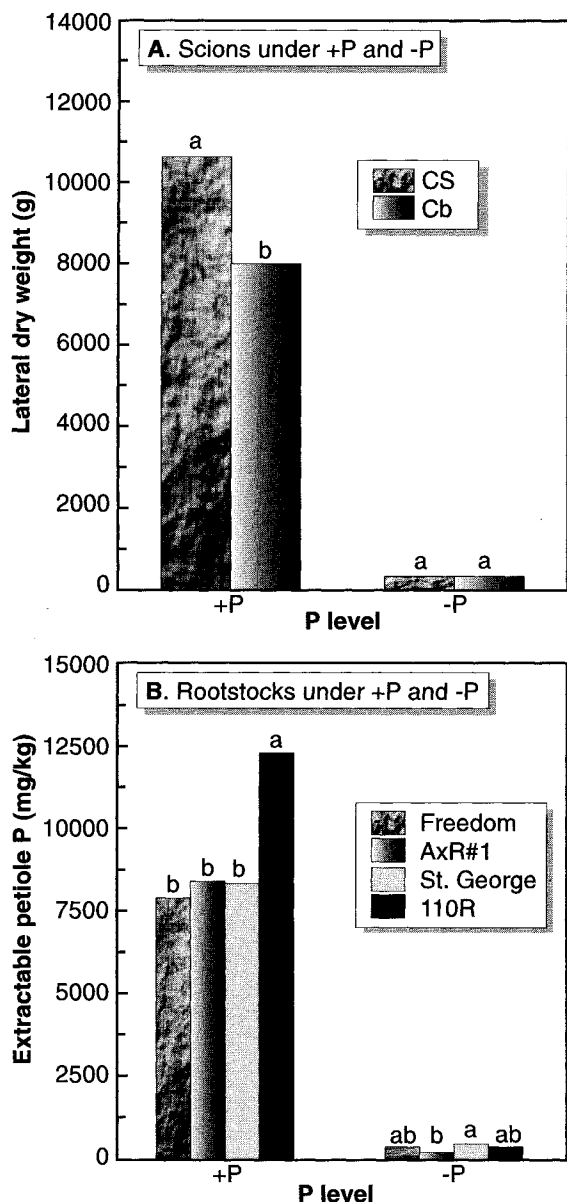 14000
A. Scions under +P and -P
12000
a
10000
CS
Cb
b
8000
6000
4000
2000
a a
0
+P -P
P level
Lateral dry weight (g)
15000
B. Rootstocks under +P and -P
a
12500
Freedom
AxR#1
St. George
110R
10000
b b b
7500
5000
2500
ab b a ab
0
+P -P
P level
Extractable petiole P (mg/kg)